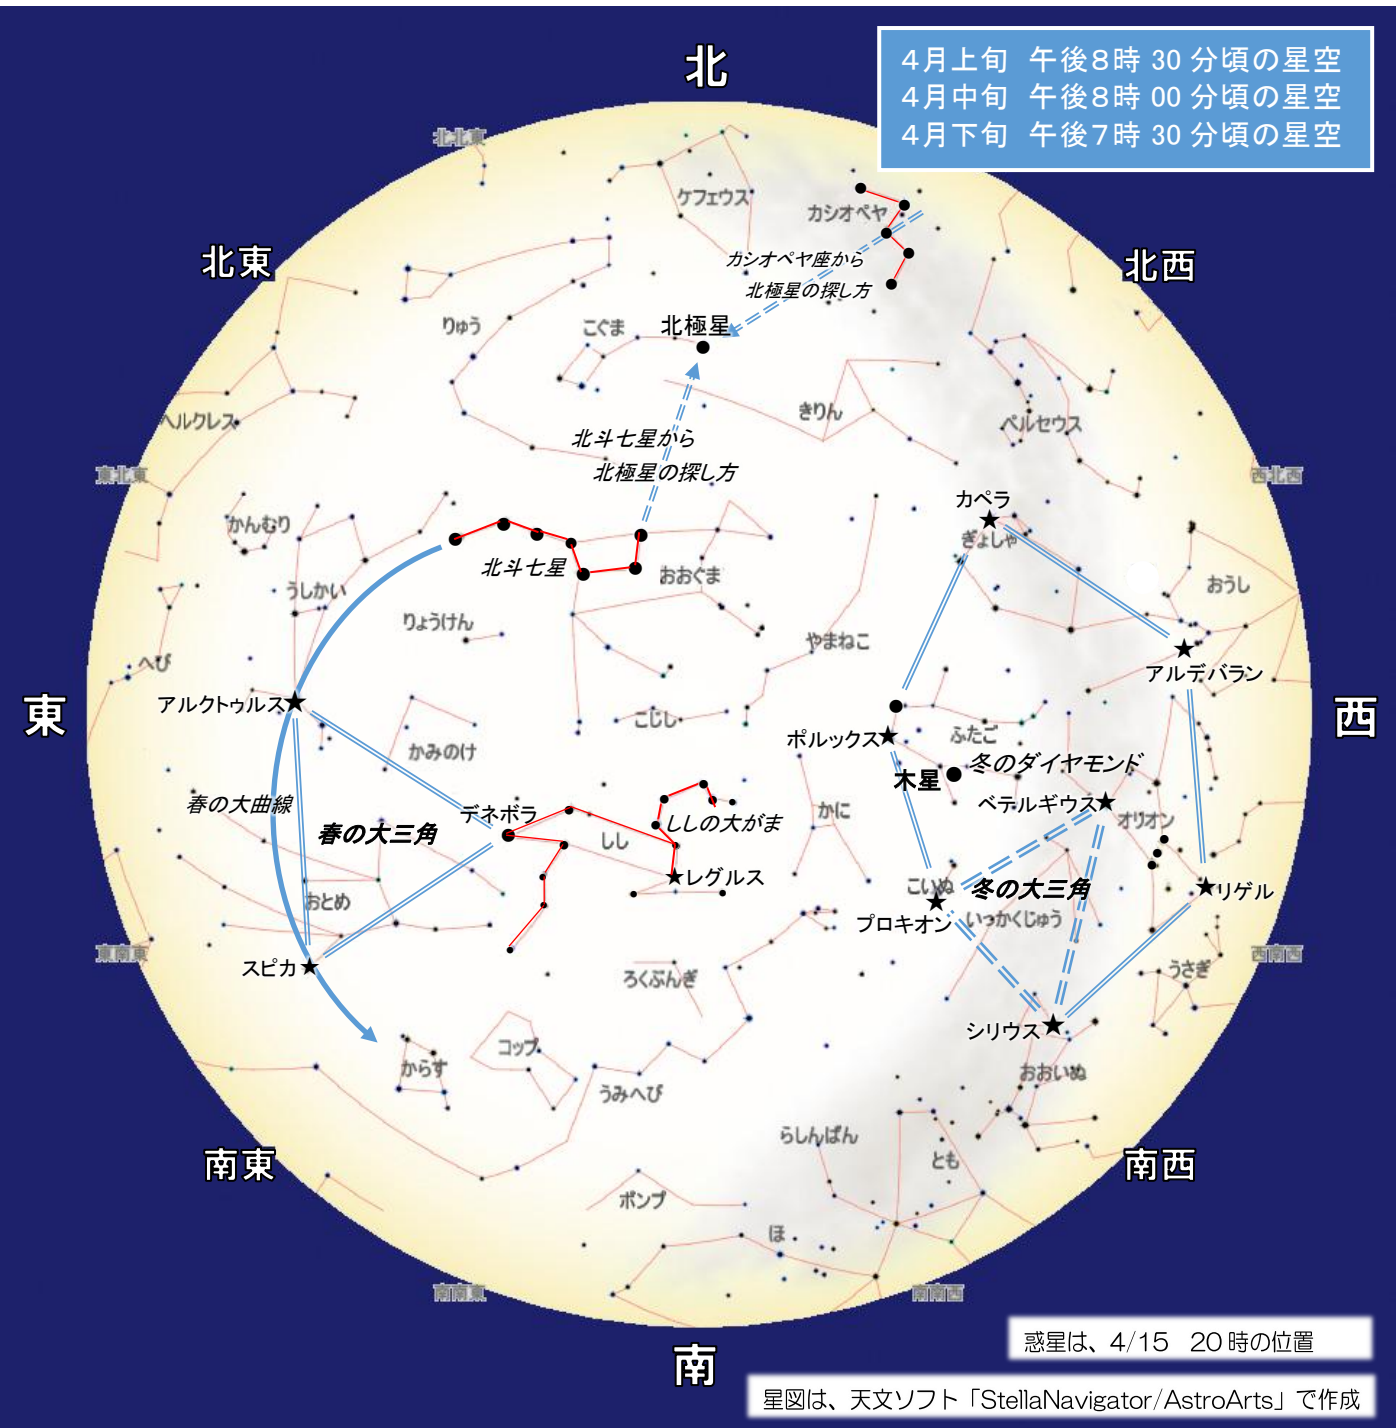 北
4月上旬 午後8時 30 分頃の星空
4月中旬 午後8時 00 分頃の星空
4月下旬 午後7時 30 分頃の星空
北北東
ケフェウス
カシオペヤ
北東
カシオペヤ座から
北極星の探し方
北西
りゅう
こぐま
北極星
ヘルクレス
きりん
ペルセウス
北斗七星から
北極星の探し方
東北東
西北西
カペラ
かんむり
ぎょしゃ
北斗七星
おおぐま
うしかい
おうし
りょうけん
やまねこ
へび
アルデバラン
アルクトゥルス
東
こじし
西
かみのけ
ポルックス
ふたご
冬のダイヤモンド
木星
春の大曲線
デネボラ
ベテルギウス
かに
オリオン
春の大三角
ししの大がま
しし
レグルス
こいぬ
冬の大三角
リゲル
おとめ
プロキオン
いっかくじゅう
東南東
西南西
スピカ
ろくぶんぎ
うさぎ
シリウス
コップ
からす
おおいぬ
うみへび
らしんばん
南東
とも
南西
ポンプ
ほ
南南東
南南西
惑星は、4/15 20 時の位置
南
星図は、天文ソフト「StellaNavigator/AstroArts」で作成